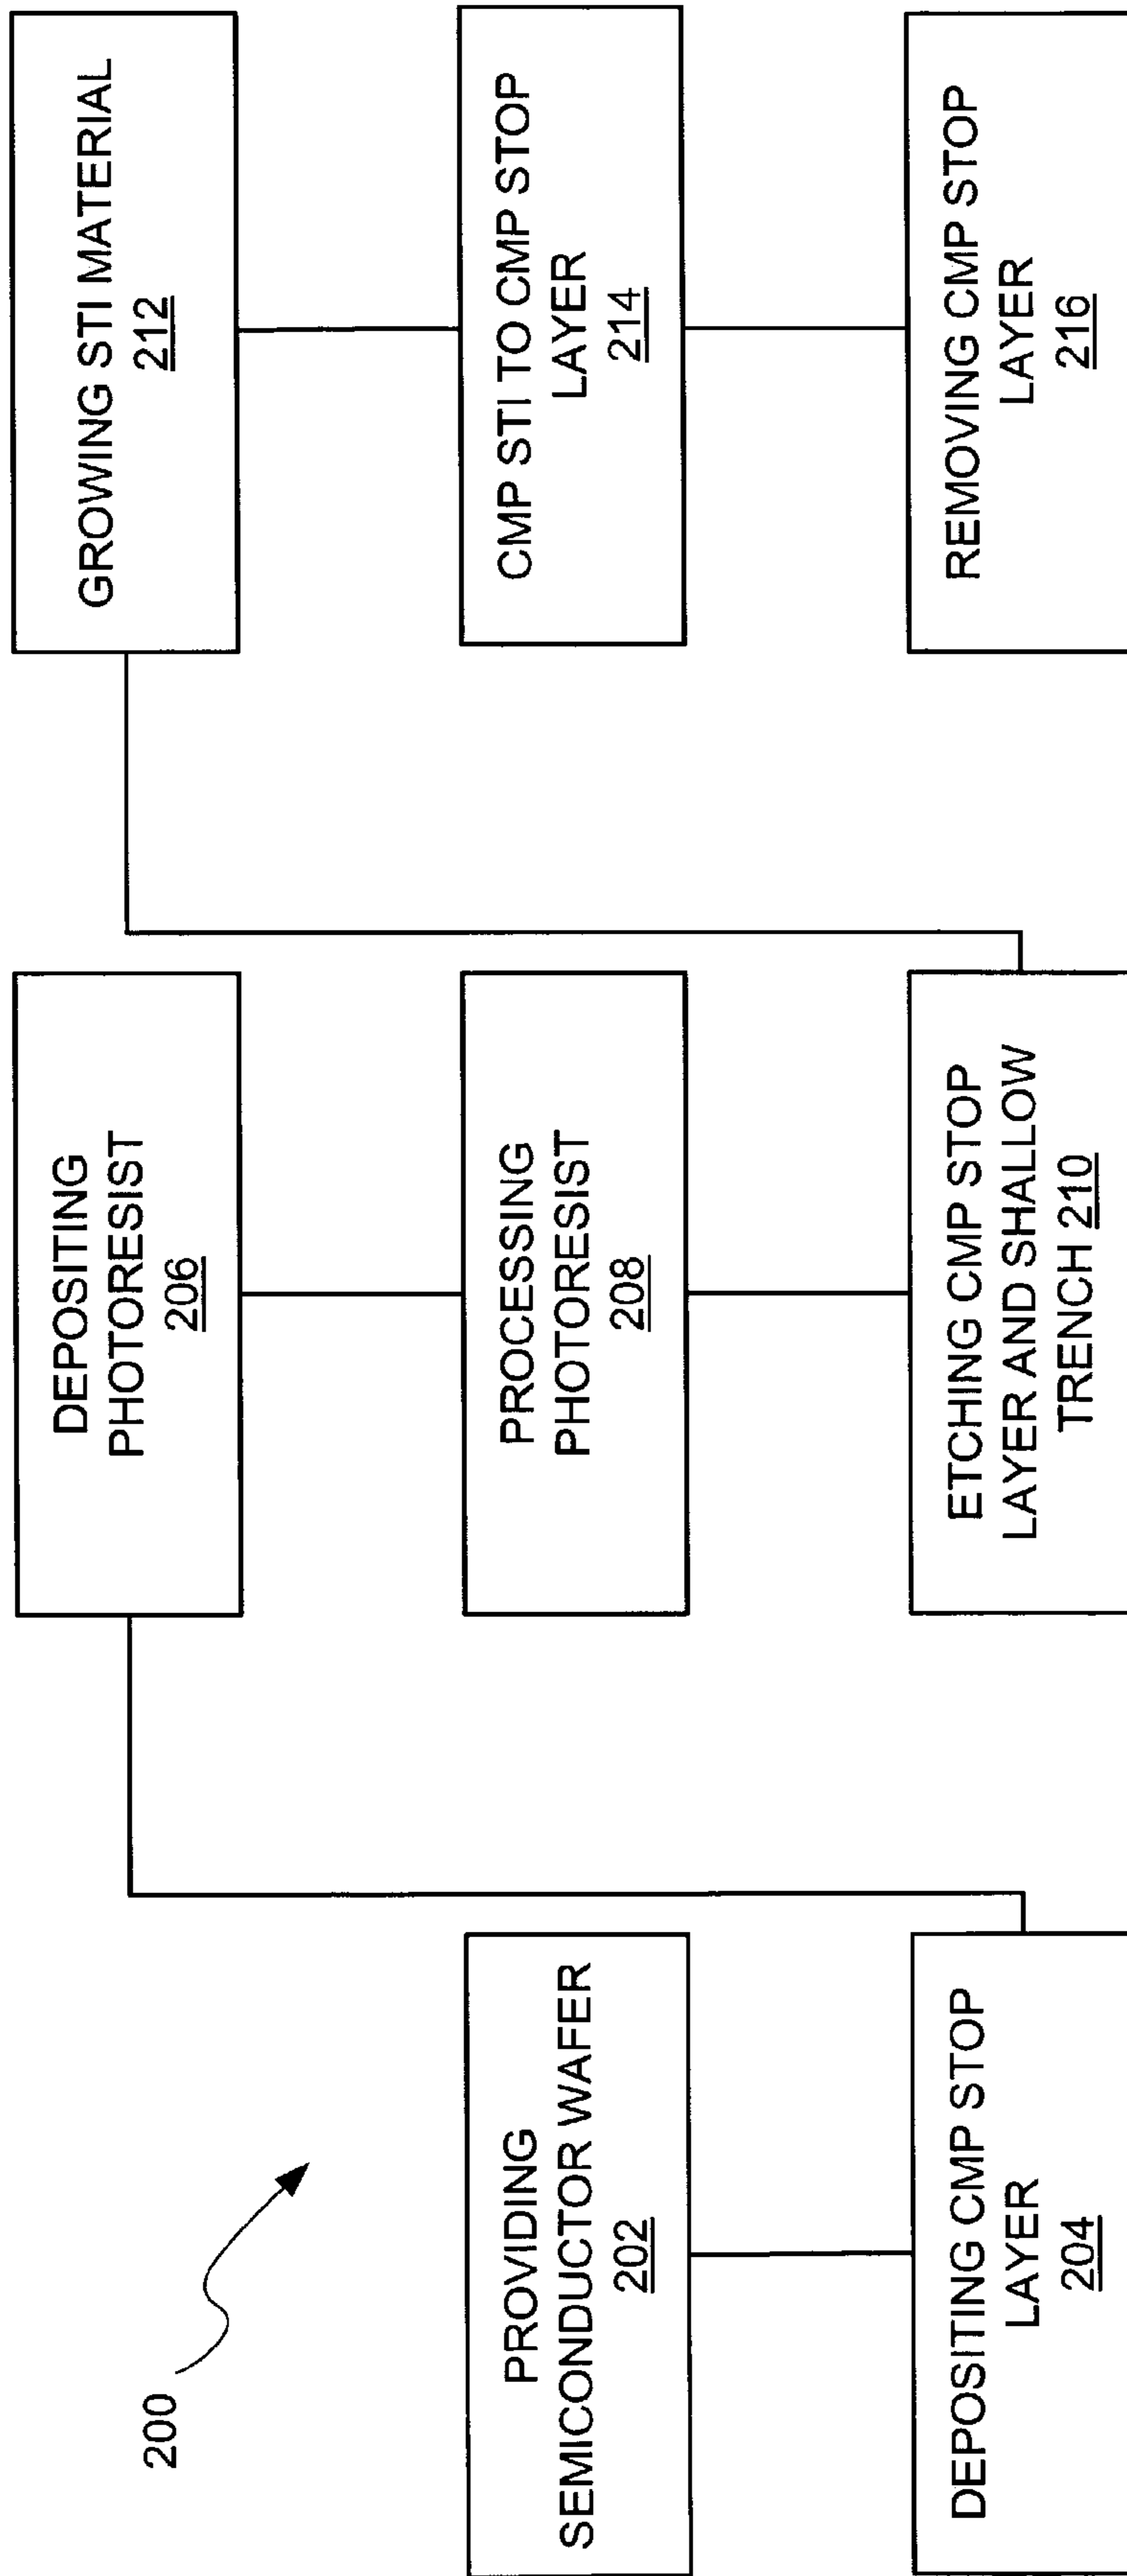 200
PROVIDING
SEMICONDUCTOR WAFER
202
DEPOSITING CMP STOP
LAYER
204
DEPOSITING
PHOTORESIST
206
PROCESSING
PHOTORESIST
208
ETCHING CMP STOP
LAYER AND SHALLOW
TRENCH 210
GROWING STI MATERIAL
212
CMP STI TO CMP STOP
LAYER
214
REMOVING CMP STOP
LAYER
216